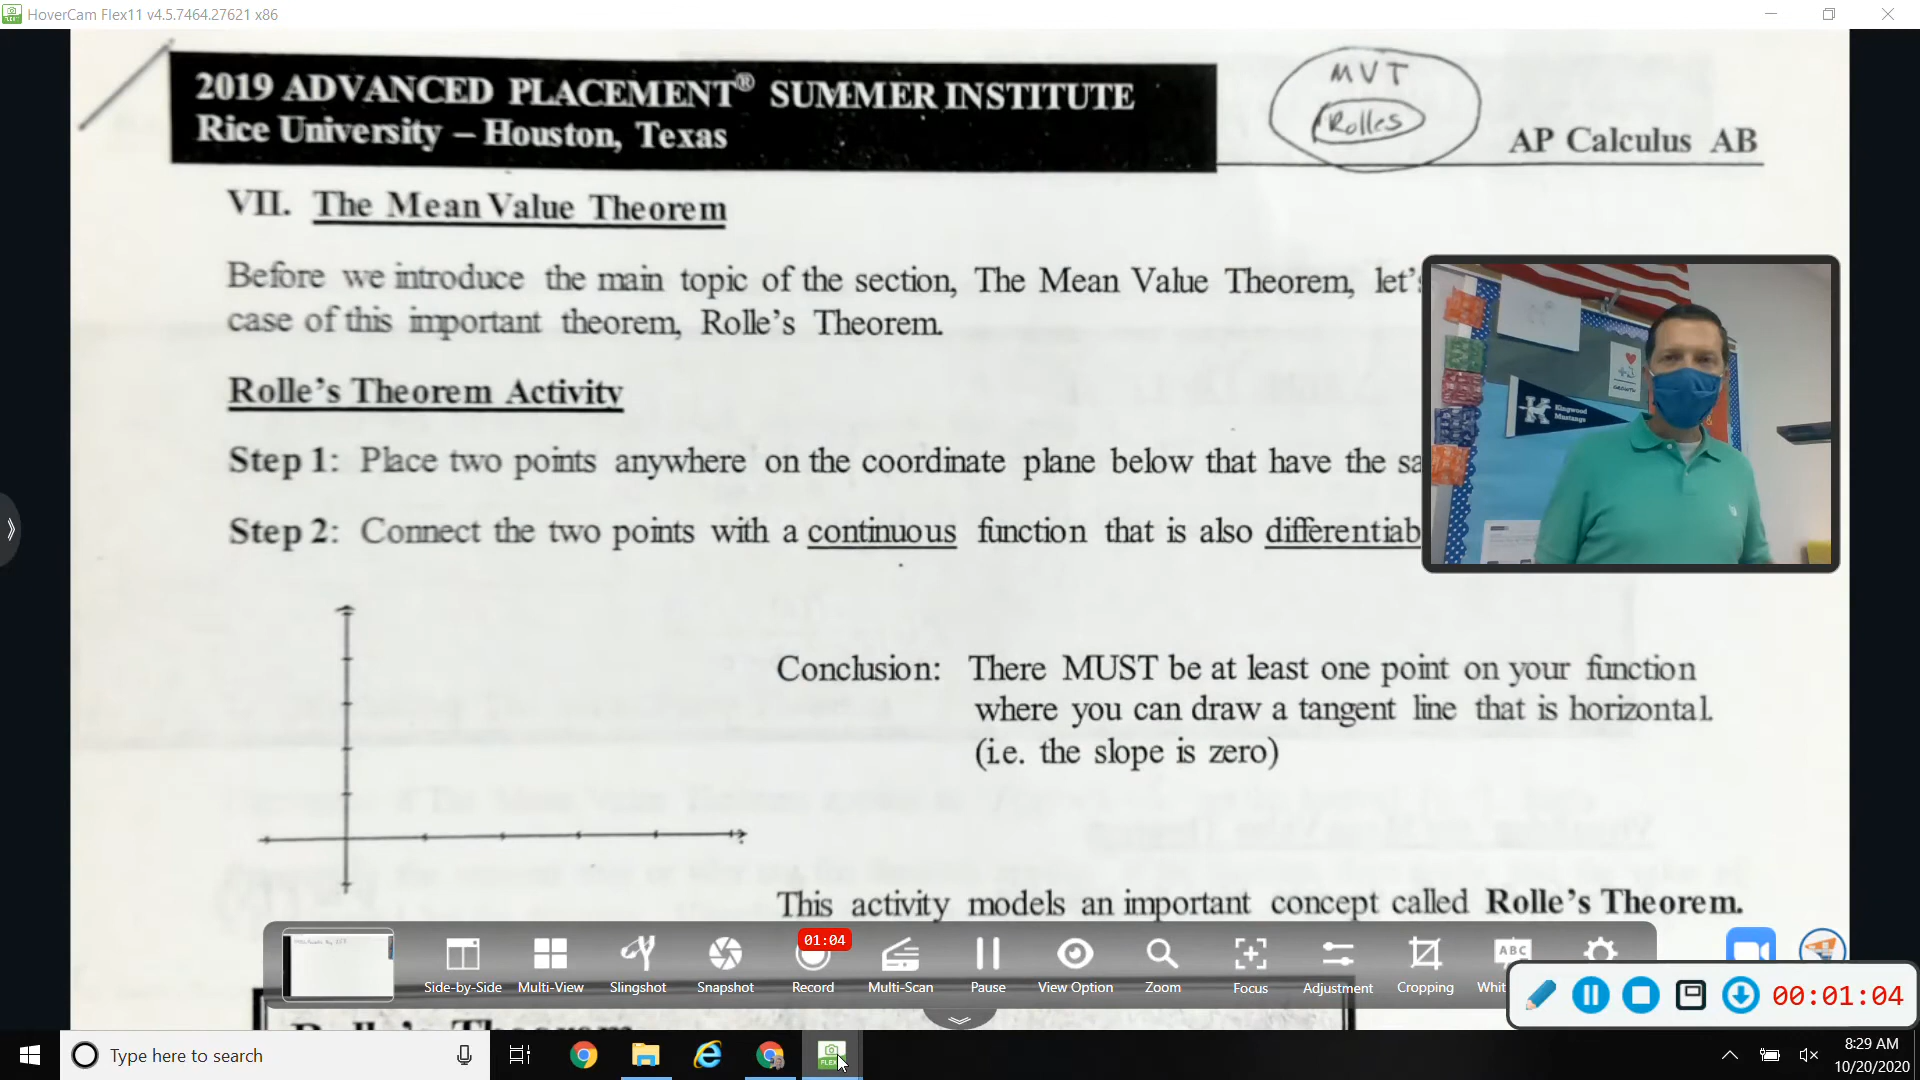 HoverCam Flex11 v4.5.7464.27621 x86
2019 ADVANCED PLACEMENT® SUMMER INSTITUTE
Rice University – Houston, Texas
MVT
Rolles
AP Calculus AB
VII. The Mean Value Theorem
Before we introduce the main topic of the section, The Mean Value Theorem, let's
case of this important theorem, Rolle's Theorem.
Rolle's Theorem Activity
Step 1: Place two points anywhere on the coordinate plane below that have the sa
Step 2: Connect the two points with a continuous function that is also differentiab
Kingwood
Mustangs
Conclusion: There MUST be at least one point on your function
where you can draw a tangent line that is horizontal.
(i.e. the slope is zero)
This activity models an important concept called Rolle's Theorem.
01:04
ABC
Side-by-Side Multi-View Slingshot Snapshot Record Multi-Scan Pause View Option Zoom Focus Adjustment Cropping Whit
00:01:04
Rolle's Theorem
Type here to search
FLEX
8:29 AM
10/20/2020